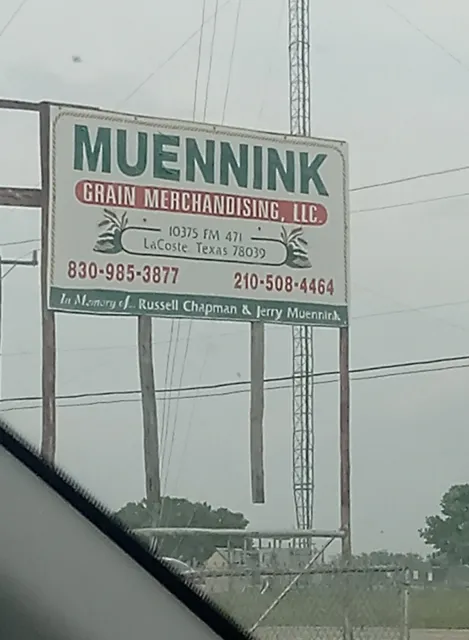 MUENNINK
GRAIN MERCHANDISING, LLC.
10375 FM 471
LaCoste, Texas 78039
830-985-3877 210-508-4464
In Memory of... Russell Chapman & Jerry Muennink